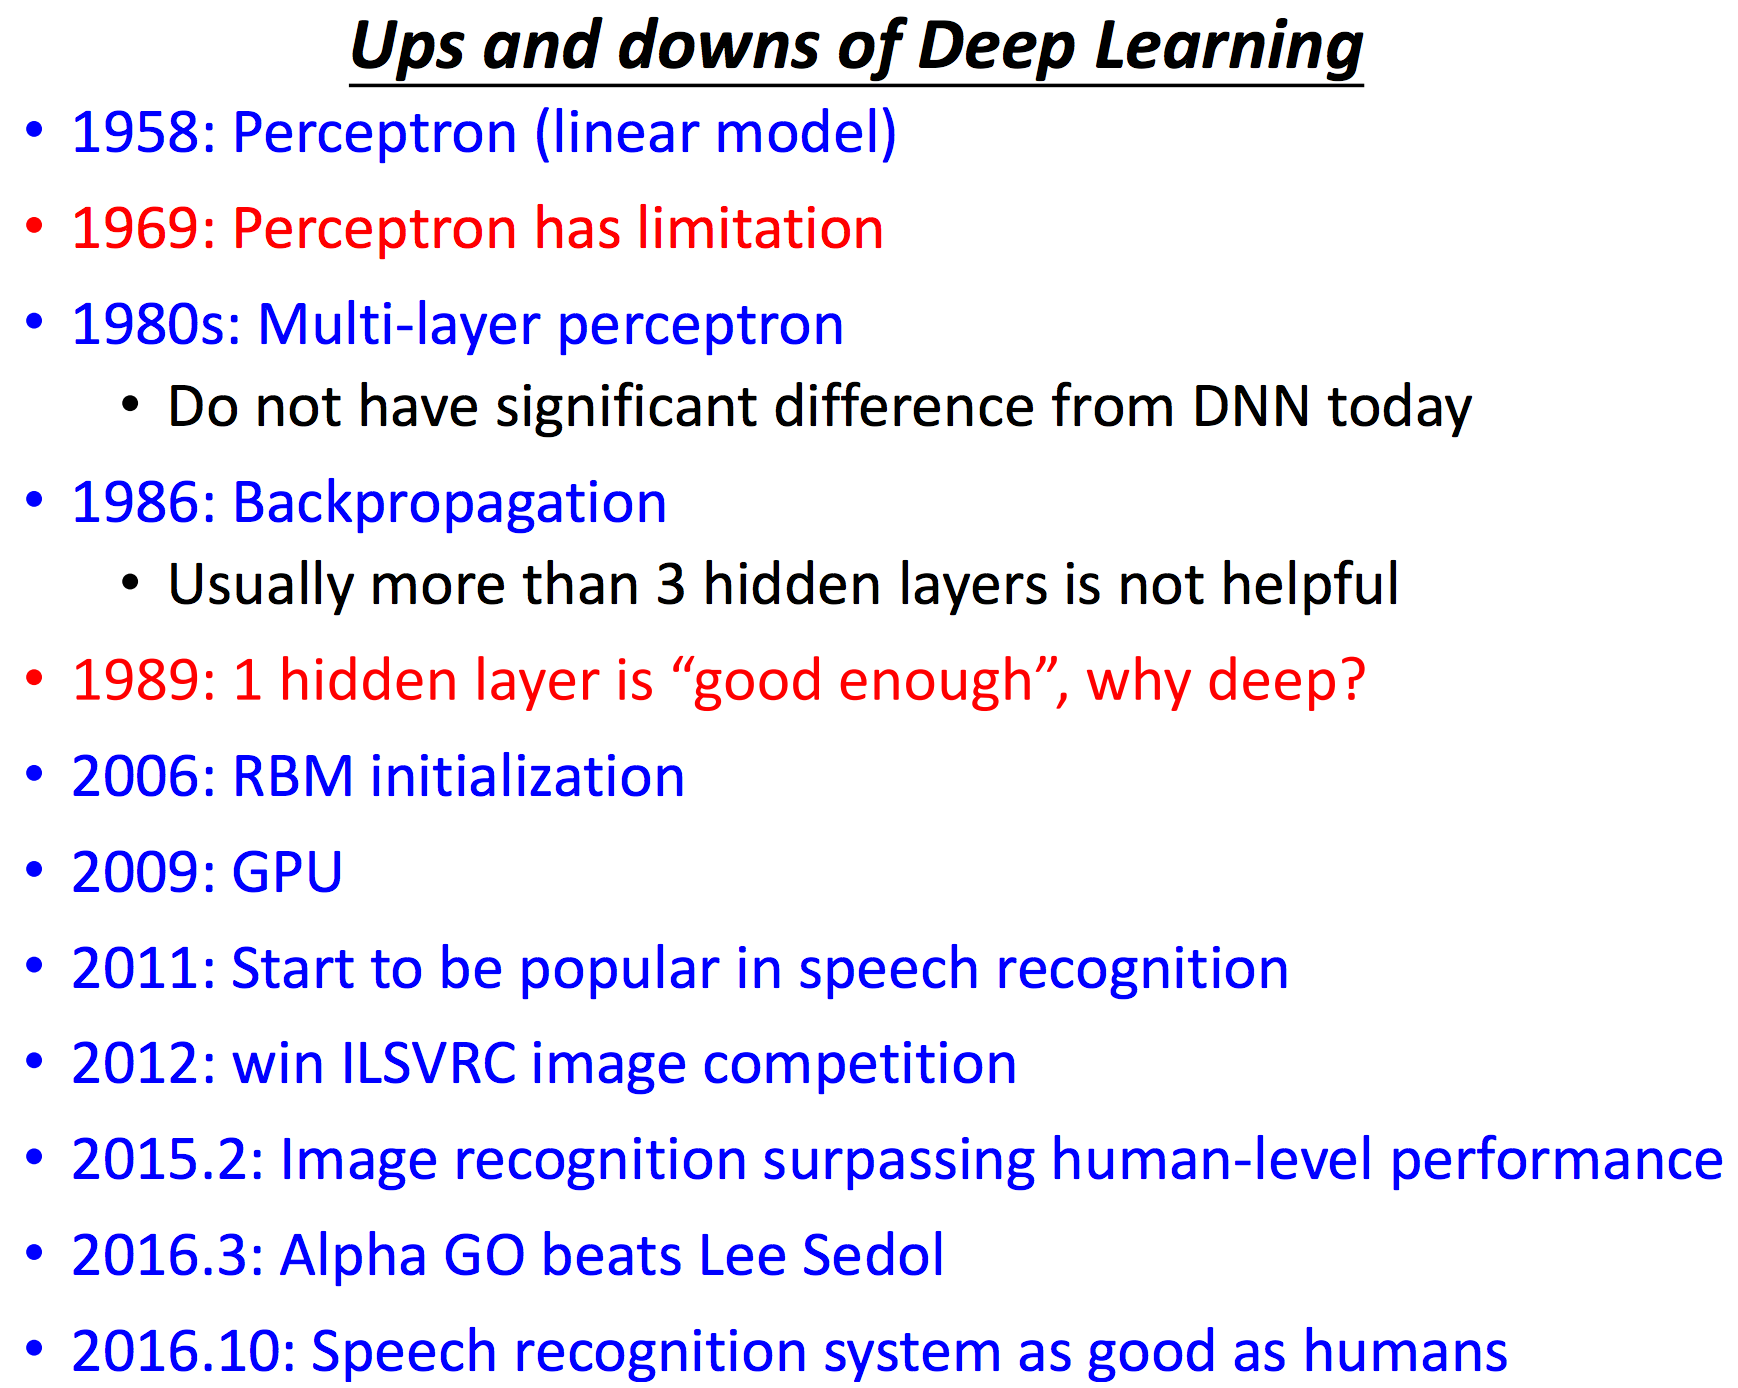 Ups and downs of Deep Learning
• 1958: Perceptron (linear model)
• 1969: Perceptron has limitation
• 1980s: Multi-layer perceptron
• Do not have significant difference from DNN today
• 1986: Backpropagation
• Usually more than 3 hidden layers is not helpful
• 1989: 1 hidden layer is “good enough”, why deep?
• 2006: RBM initialization
• 2009: GPU
• 2011: Start to be popular in speech recognition
• 2012: win ILSVRC image competition
• 2015.2: Image recognition surpassing human-level performance
• 2016.3: Alpha GO beats Lee Sedol
• 2016.10: Speech recognition system as good as humans